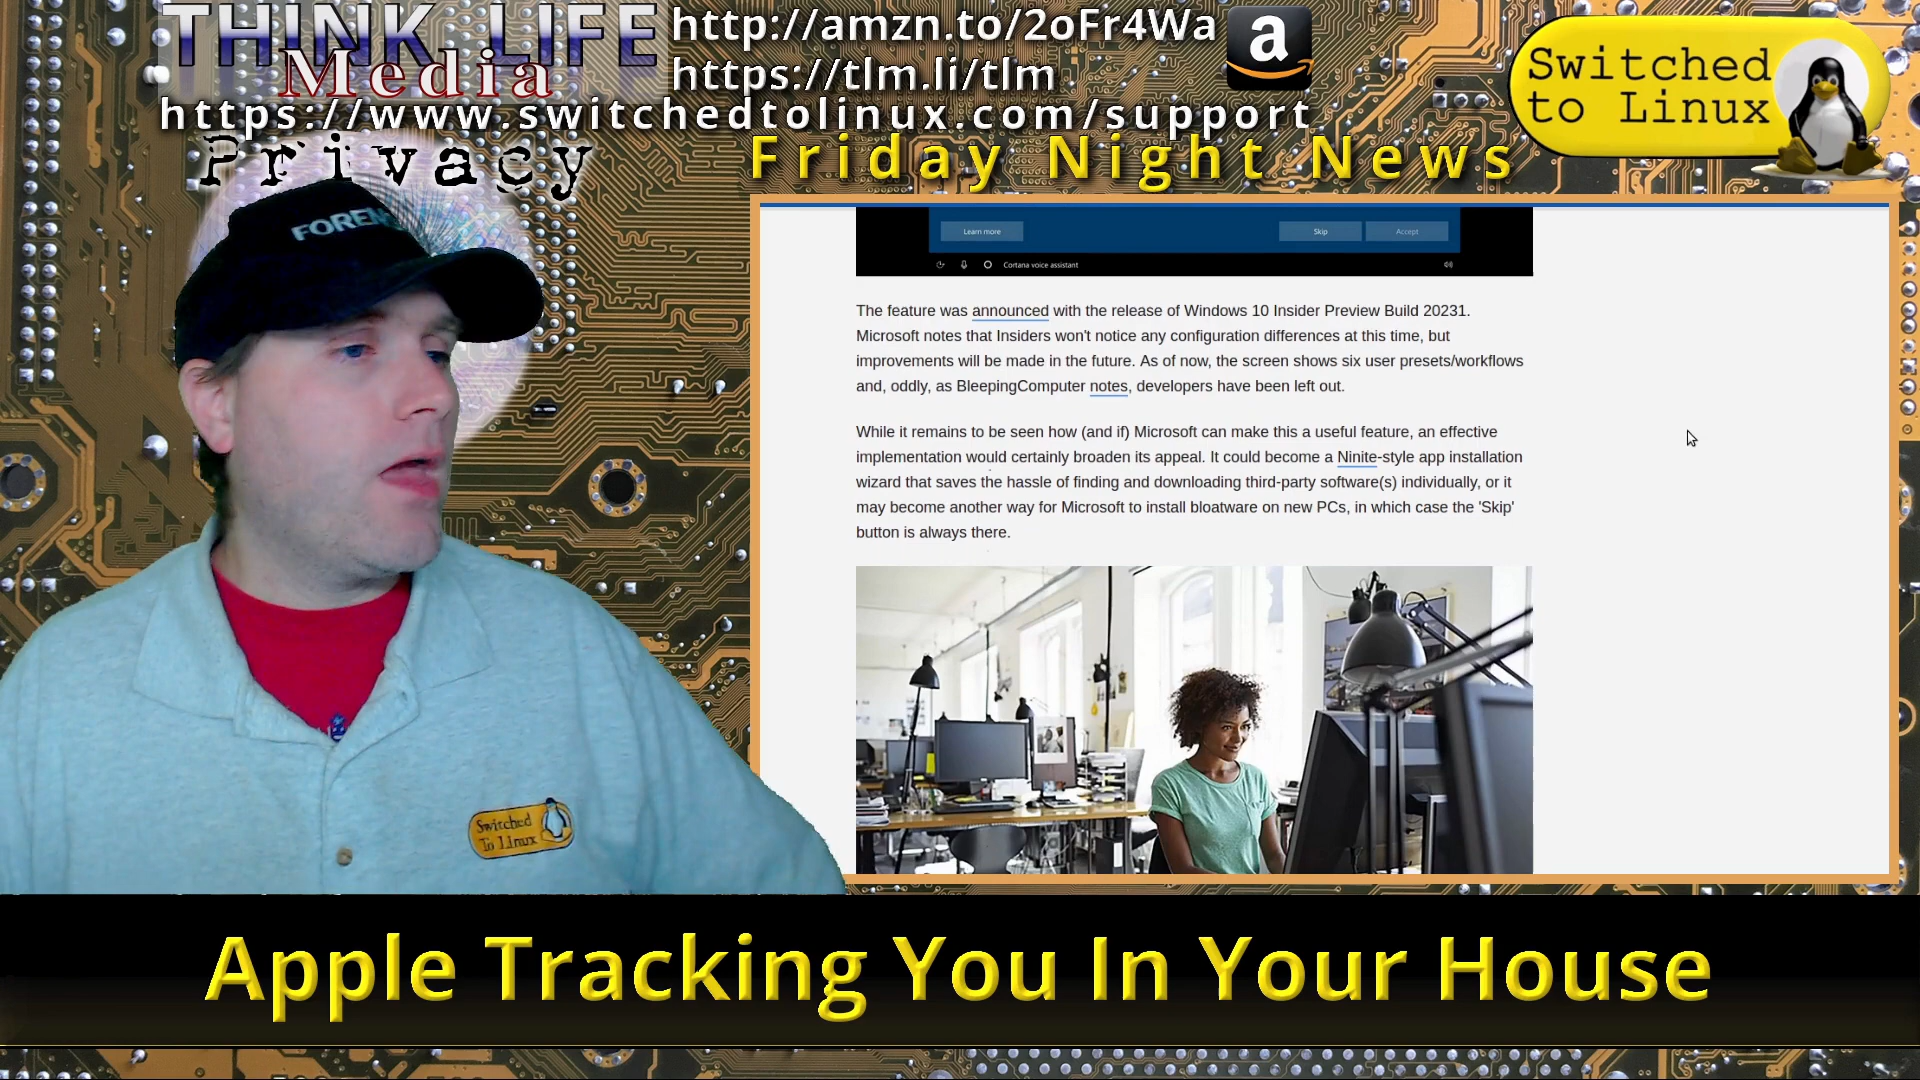 THINK LIFE
Media
http://amzn.to/2oFr4Wa
https://tlm.li/tlm
https://www.switchedtolinux.com/support
Privacy
Friday Night News
Switched
to Linux
Learn more
Skip
Accept
Cortana voice assistant
The feature was announced with the release of Windows 10 Insider Preview Build 20231.
Microsoft notes that Insiders won't notice any configuration differences at this time, but
improvements will be made in the future. As of now, the screen shows six user presets/workflows
and, oddly, as BleepingComputer notes, developers have been left out.
While it remains to be seen how (and if) Microsoft can make this a useful feature, an effective
implementation would certainly broaden its appeal. It could become a Ninite-style app installation
wizard that saves the hassle of finding and downloading third-party software(s) individually, or it
may become another way for Microsoft to install bloatware on new PCs, in which case the 'Skip'
button is always there.
Switched
To Linux
Apple Tracking You In Your House